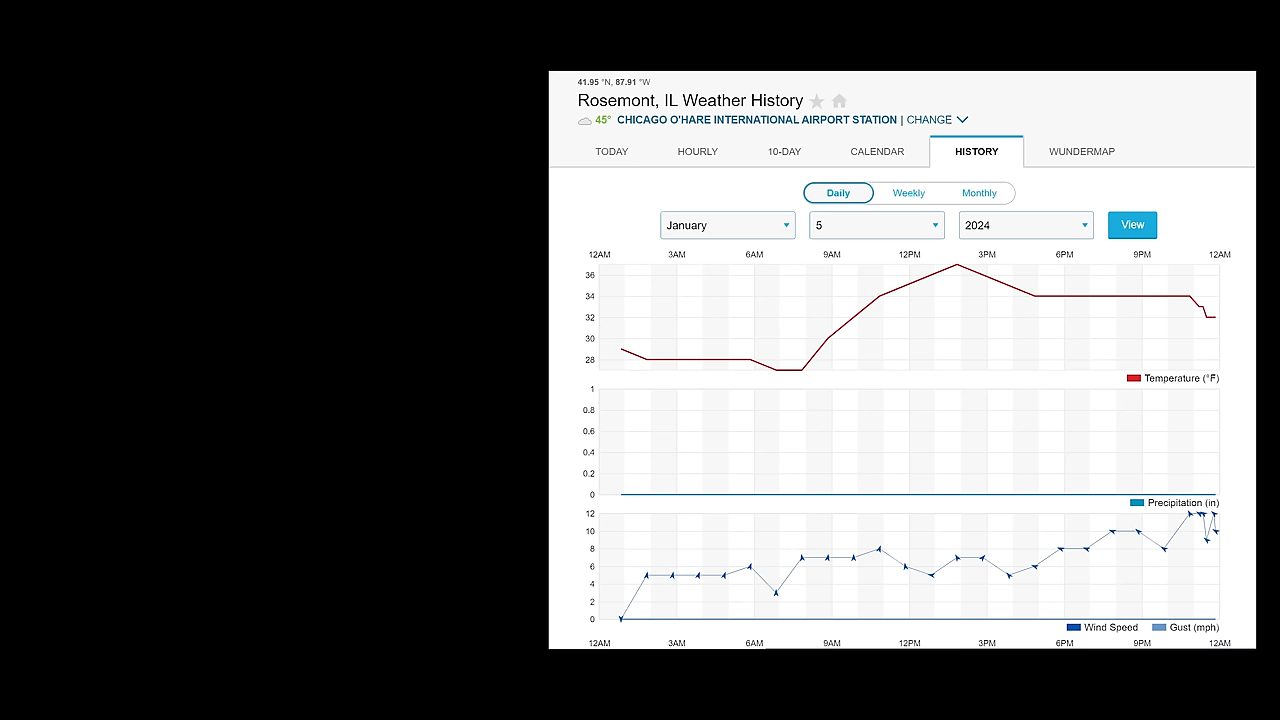 41.95 °N, 87.91 °W
Rosemont, IL Weather History
45° CHICAGO O'HARE INTERNATIONAL AIRPORT STATION | CHANGE
TODAY HOURLY 10-DAY CALENDAR HISTORY WUNDERMAP
Daily Weekly Monthly
January 5 2024 View
12AM 3AM 6AM 9AM 12PM 3PM 6PM 9PM 12AM
36
34
32
30
28
Temperature (°F)
1
0.8
0.6
0.4
0.2
0
Precipitation (in)
12
10
8
6
4
2
0
Wind Speed Gust (mph)
12AM 3AM 6AM 9AM 12PM 3PM 6PM 9PM 12AM